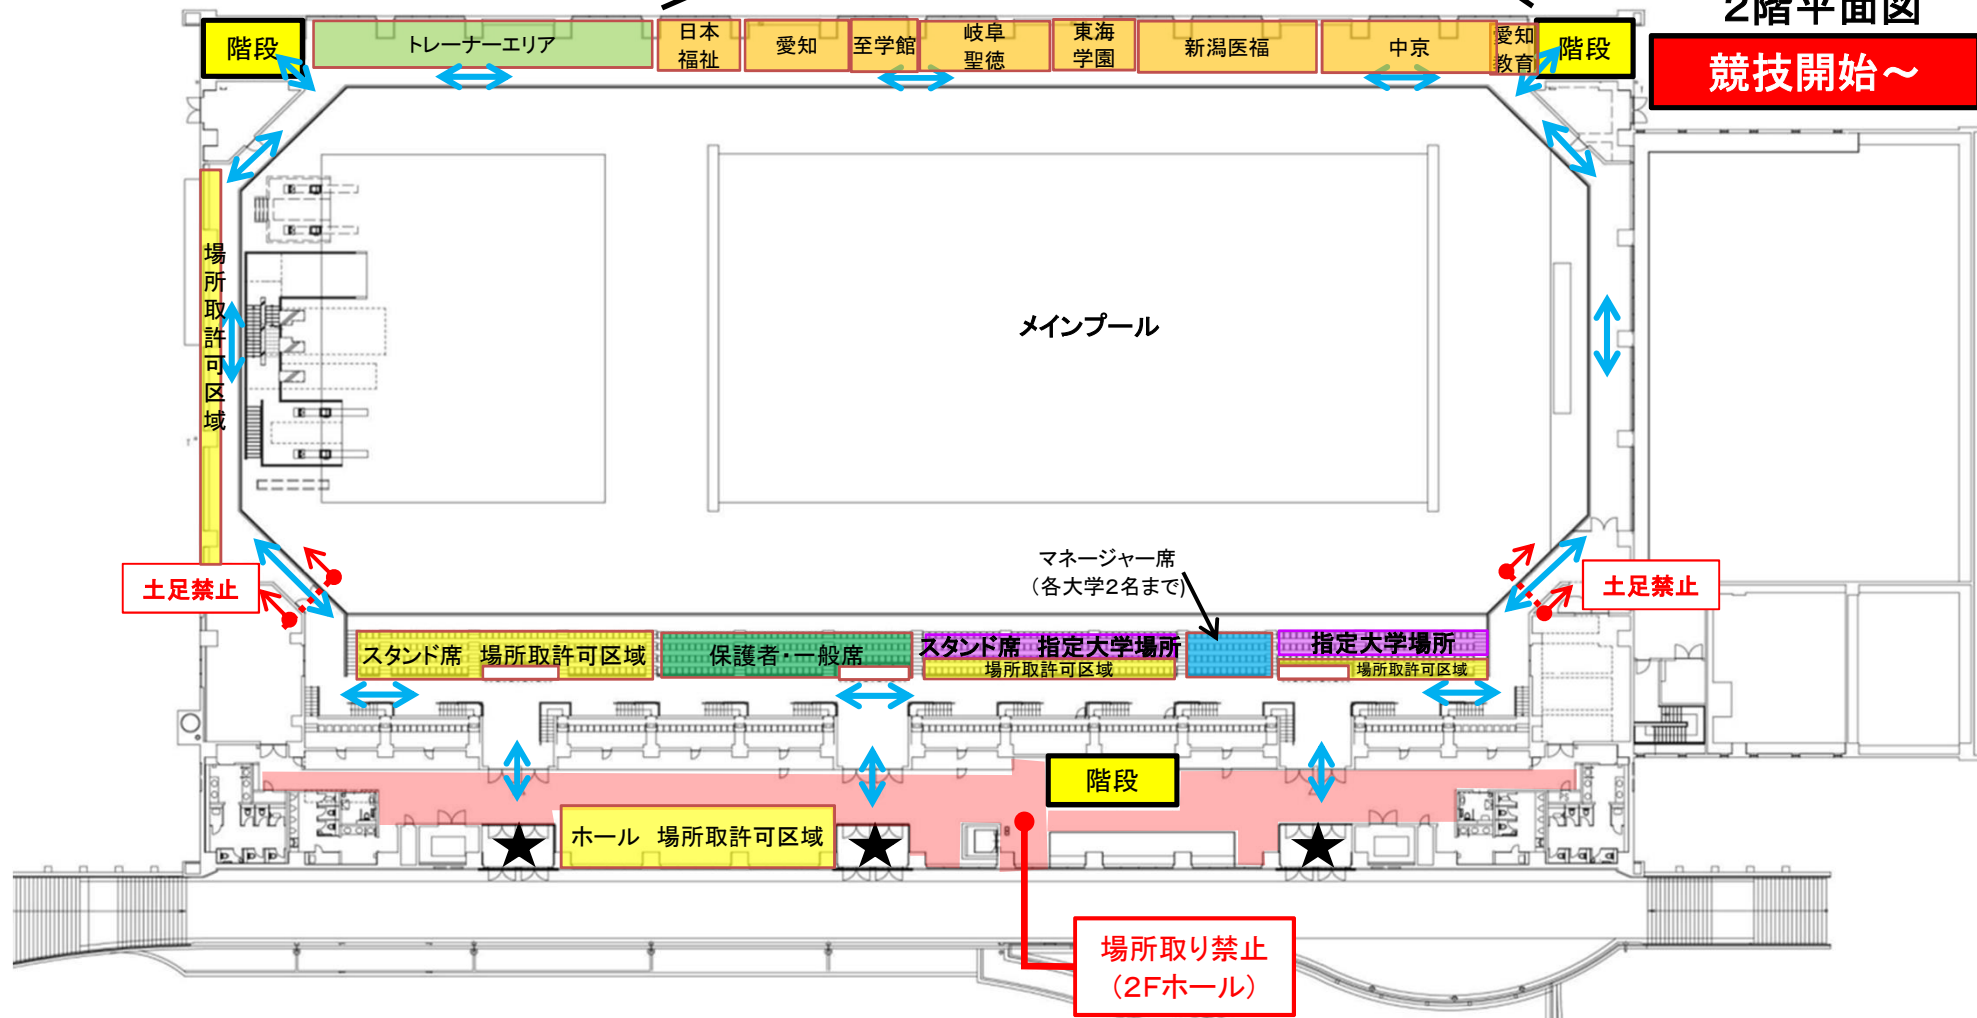 2階平面図
競技開始～
階段
トレーナーエリア
日本
福祉
愛知
至学館
岐阜
聖徳
東海
学園
新潟医福
中京
愛知
教育
階段
場所取許可区域
メインプール
マネージャー席
（各大学2名まで）
土足禁止
土足禁止
スタンド席　場所取許可区域
保護者・一般席
スタンド席　指定大学場所
場所取許可区域
指定大学場所
場所取許可区域
階段
ホール　場所取許可区域
場所取り禁止
（2Fホール）